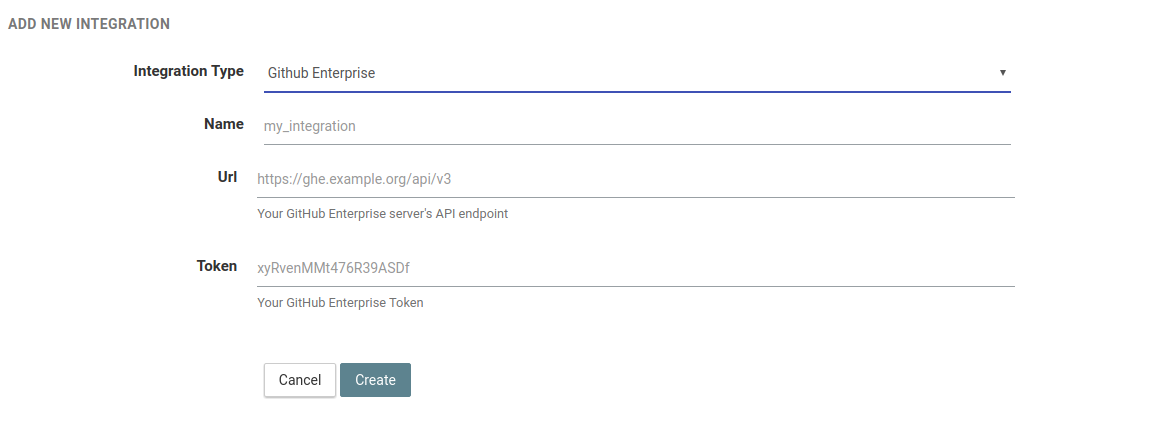 ADD NEW INTEGRATION
Integration Type Github Enterprise ▼
Name my_integration
Url https://ghe.example.org/api/v3
Your GitHub Enterprise server's API endpoint
Token xyRvenMMt476R39ASDf
Your GitHub Enterprise Token
Cancel Create